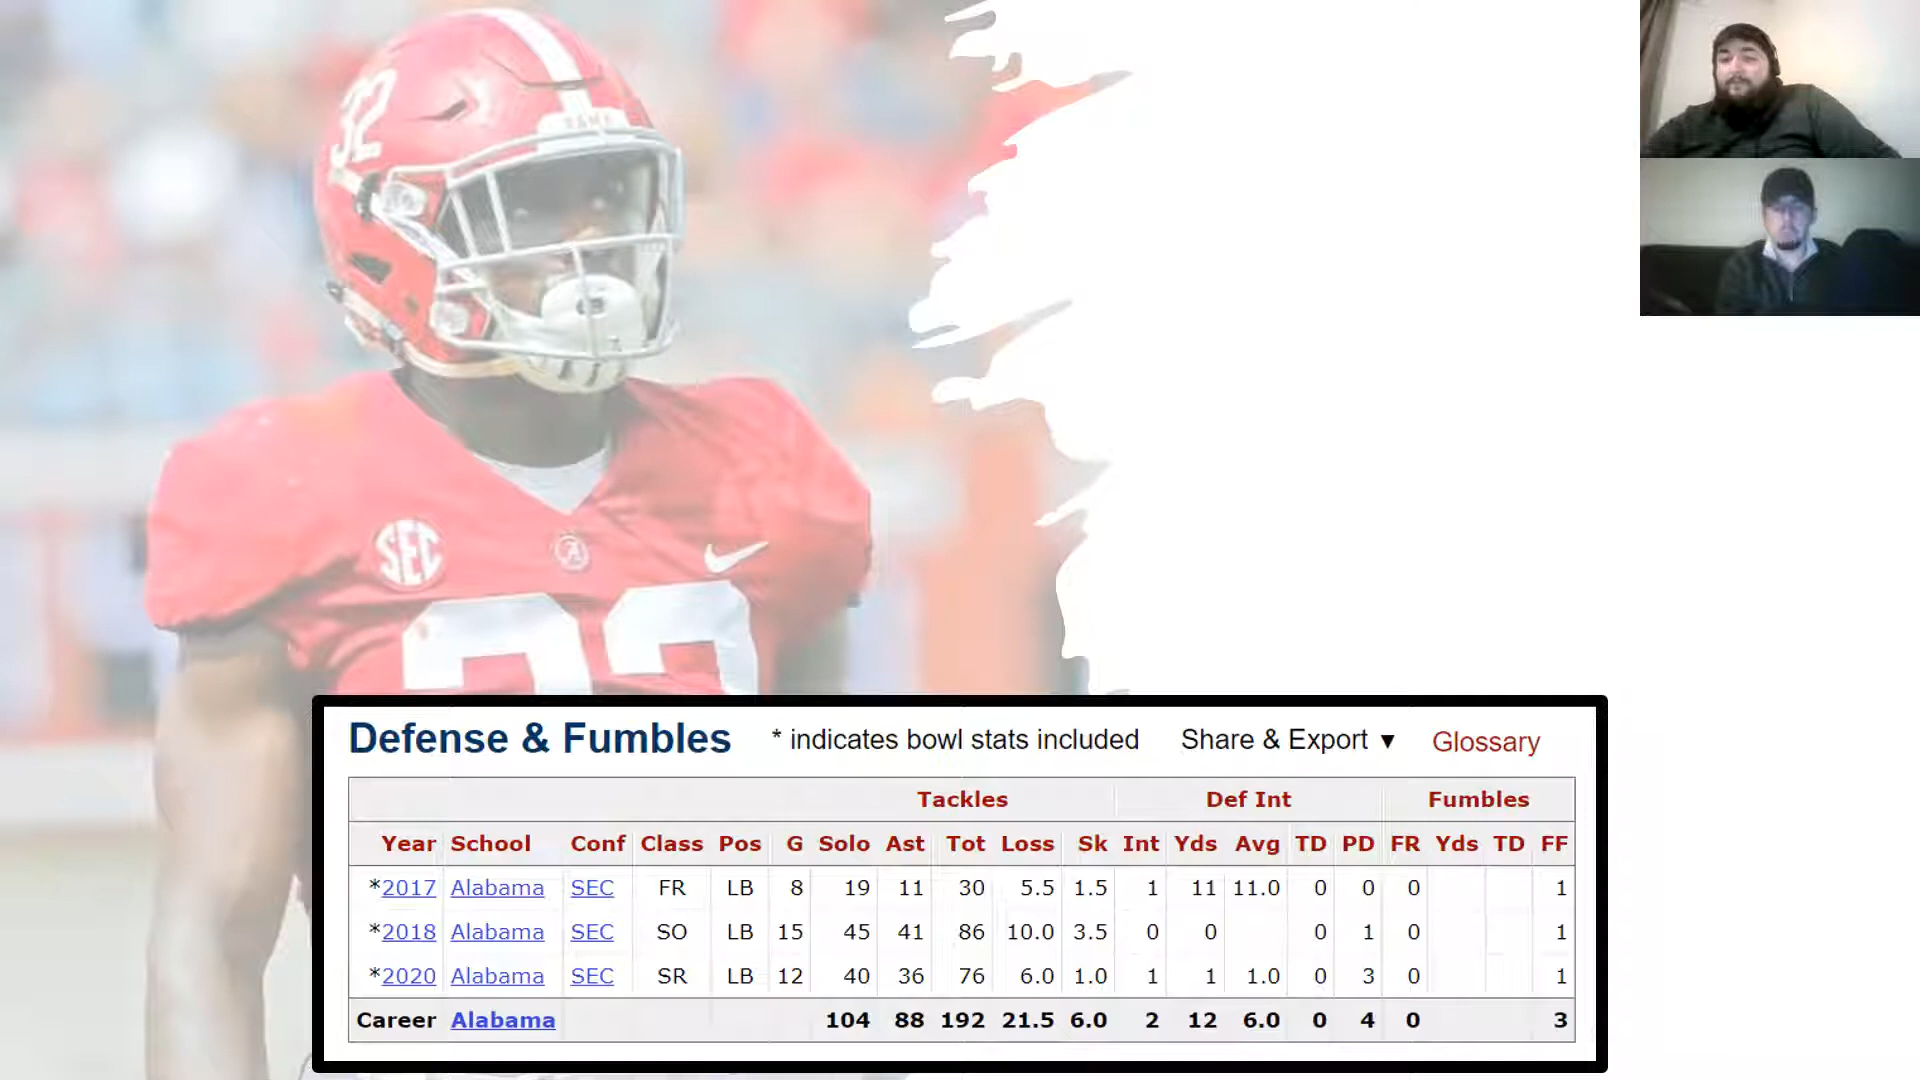 32
BAMA
SEC
A
32
Defense & Fumbles * indicates bowl stats included Share & Export ▼ Glossary
Tackles Def Int Fumbles
Year School Conf Class Pos G Solo Ast Tot Loss Sk Int Yds Avg TD PD FR Yds TD FF
*2017 Alabama SEC FR LB 8 19 11 30 5.5 1.5 1 11 11.0 0 0 0 1
*2018 Alabama SEC SO LB 15 45 41 86 10.0 3.5 0 0 0 1 0 1
*2020 Alabama SEC SR LB 12 40 36 76 6.0 1.0 1 1 1.0 0 3 0 1
Career Alabama 104 88 192 21.5 6.0 2 12 6.0 0 4 0 3